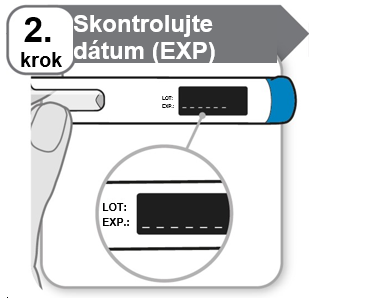 2.
krok
Skontrolujte
dátum (EXP)
LOT:
EXP.:
LOT:
EXP.: